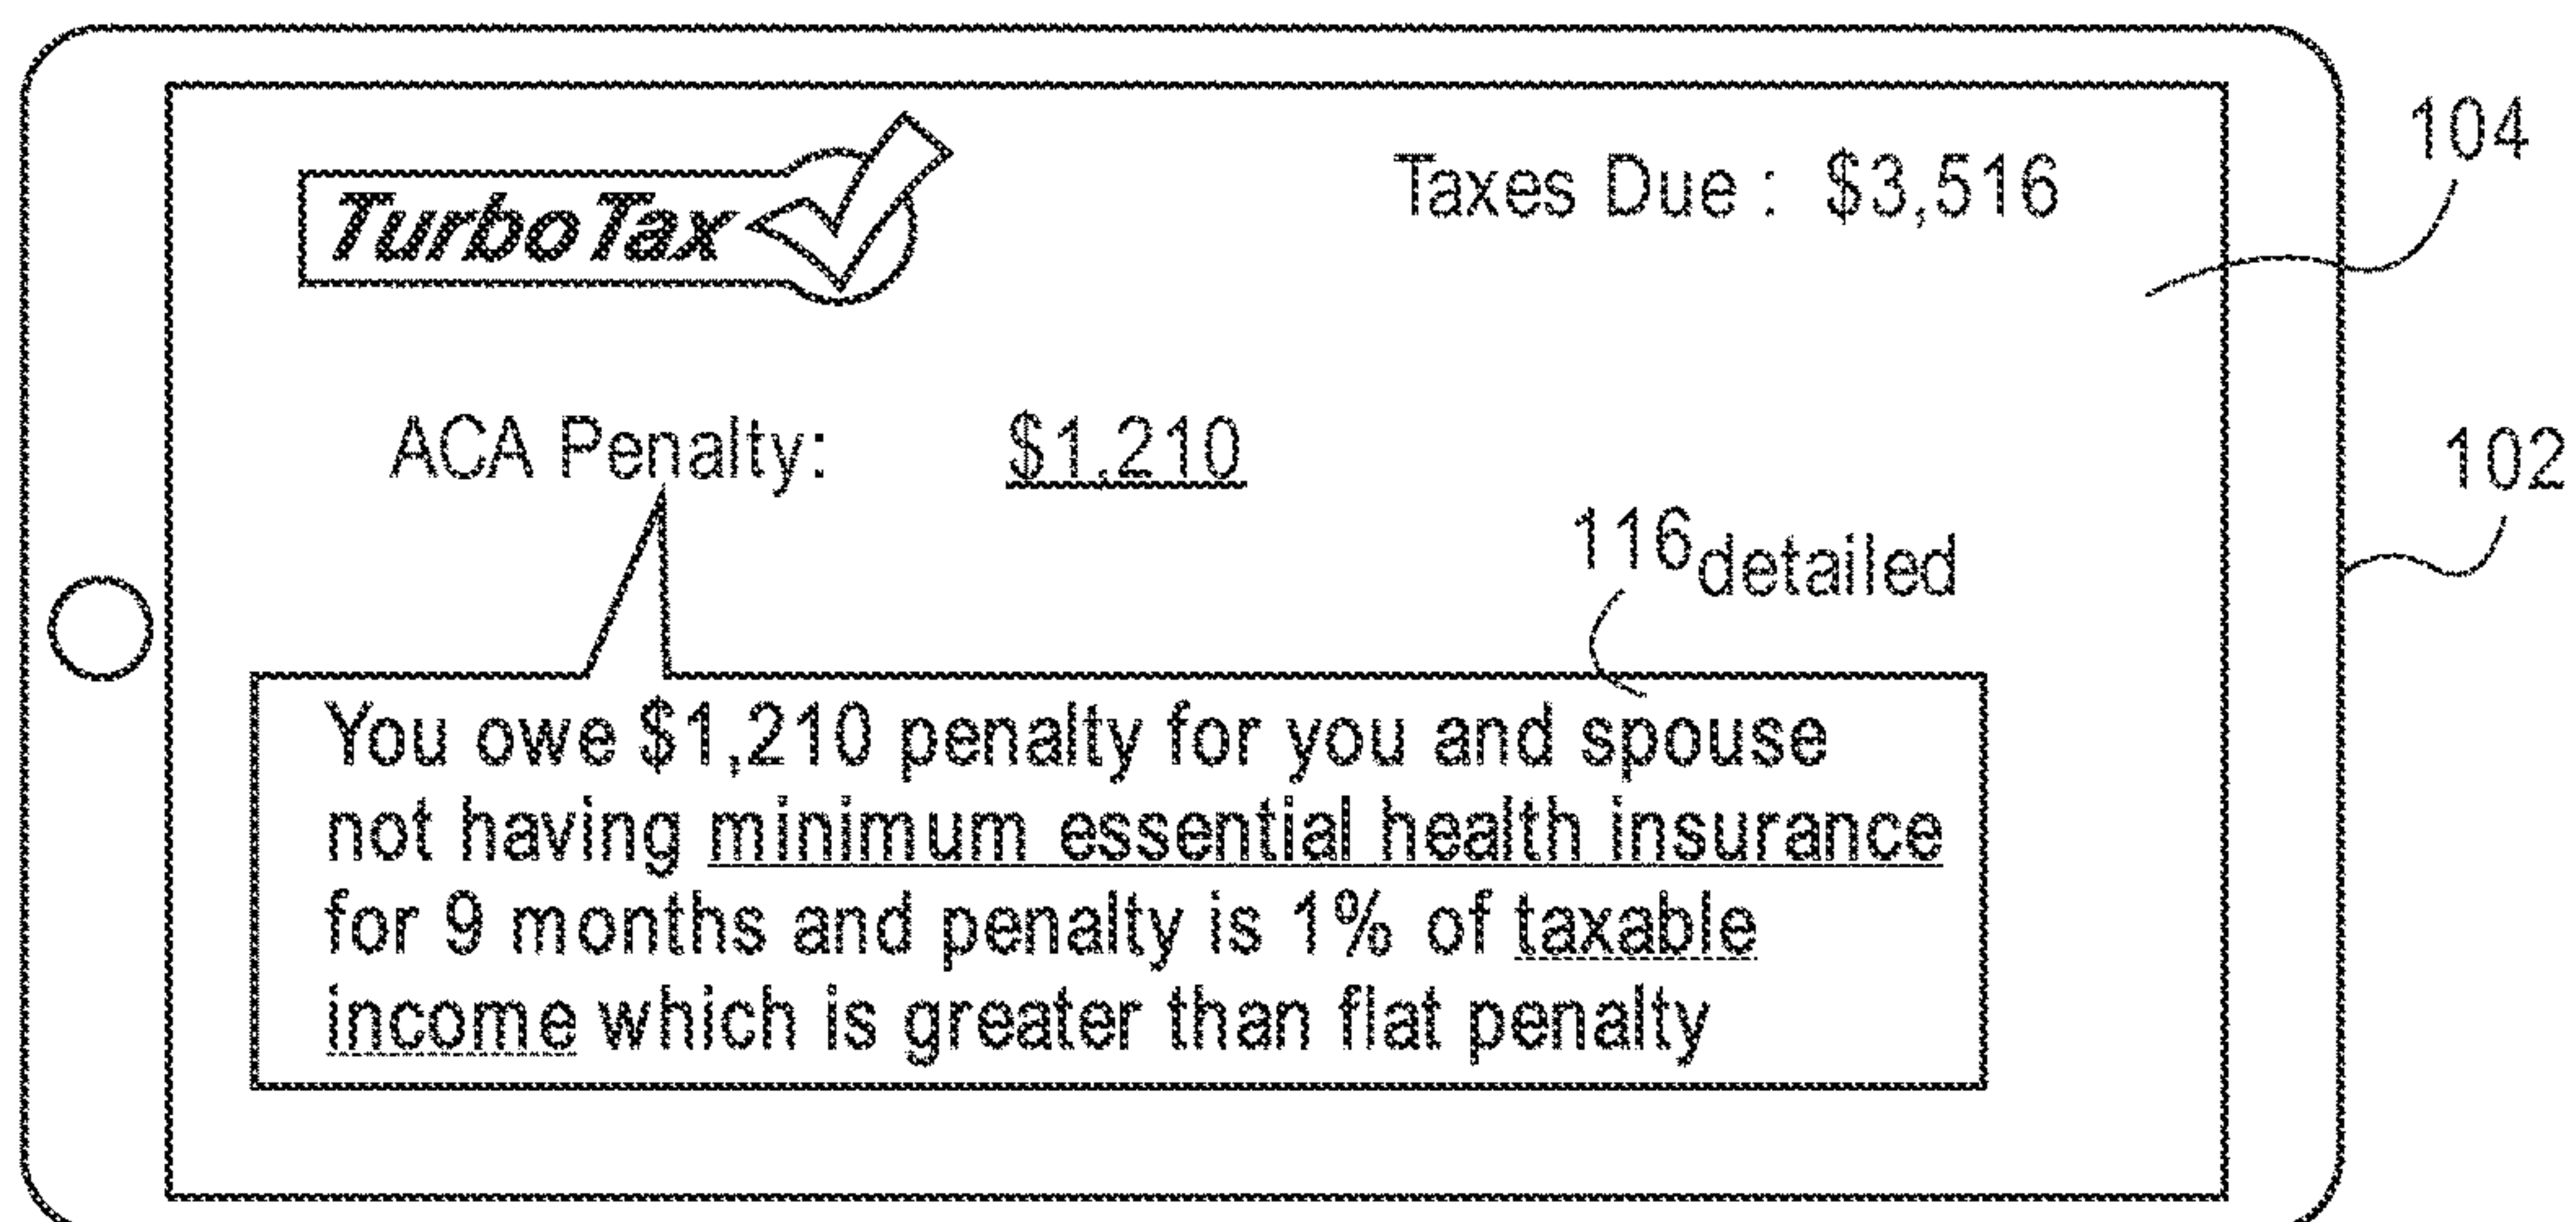 TurboTax
Taxes Due : $3,516
104
ACA Penalty: $1,210
102
116 detailed
You owe $1,210 penalty for you and spouse
not having minimum essential health insurance
for 9 months and penalty is 1% of taxable
income which is greater than flat penalty